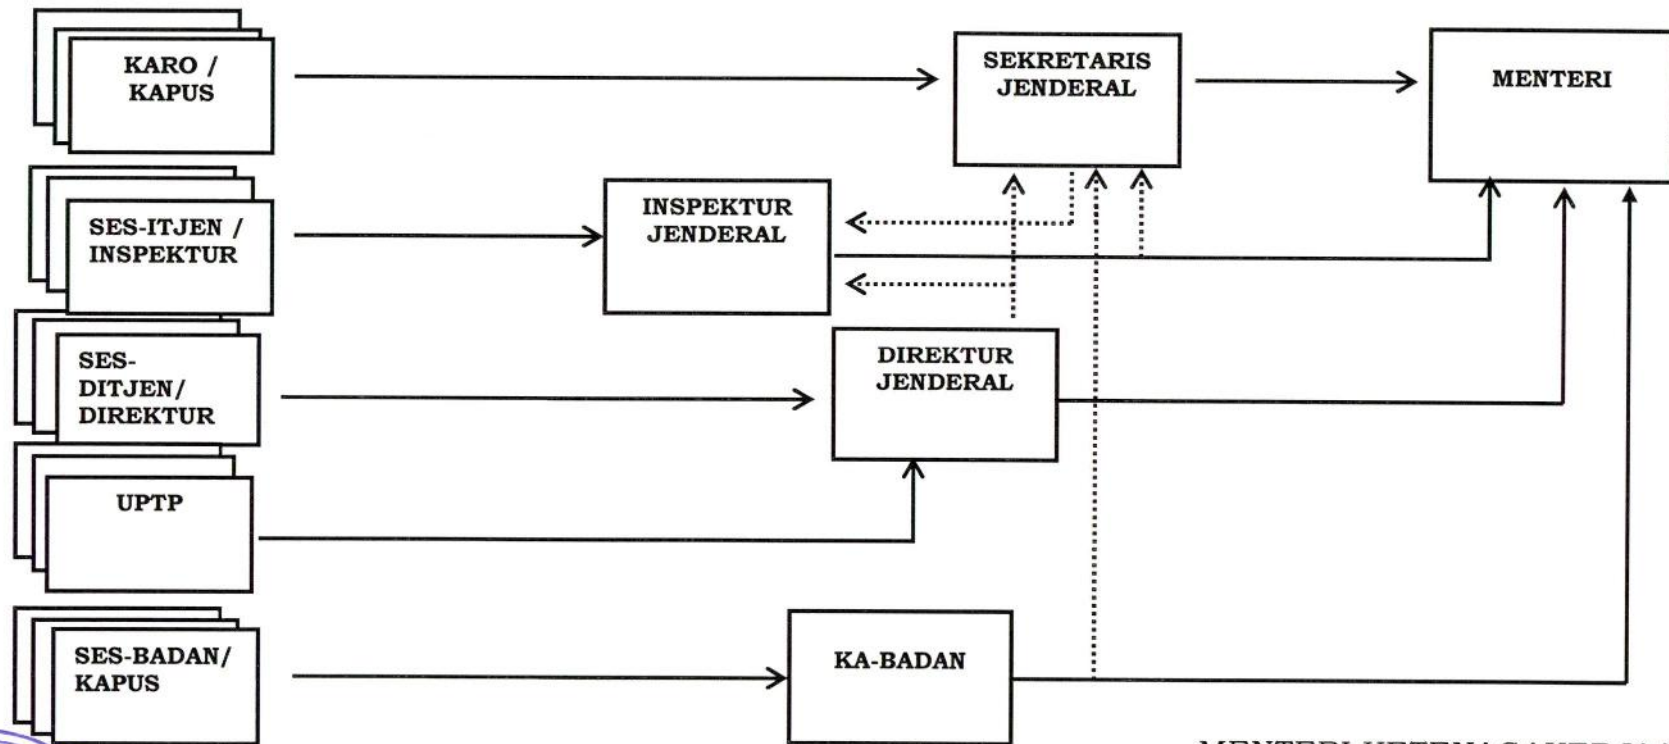 KARO /
KAPUS
SEKRETARIS
JENDERAL
MENTERI
SES-ITJEN /
INSPEKTUR
INSPEKTUR
JENDERAL
SES-
DITJEN/
DIREKTUR
DIREKTUR
JENDERAL
UPTP
SES-BADAN/
KAPUS
KA-BADAN